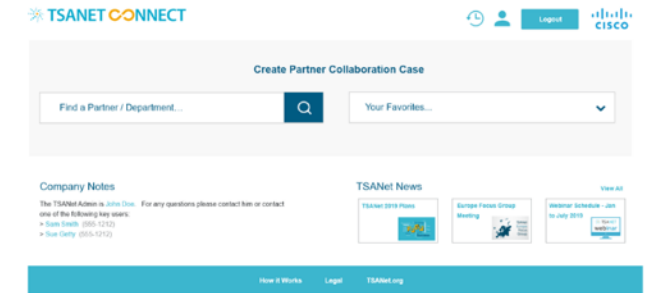 TSANET CONNECT
Logout
CISCO
Create Partner Collaboration Case
Find a Partner / Department...
Your Favorites...
Company Notes
The TSANet Admin is John Doe. For any questions please contact him or contact
one of the following key users:
» Sam Smith (555-1212)
» Sue Getty (555-1212)
TSANet News
View All
TSANet 2019 Plans
Europe Focus Group
Meeting
Webinar Schedule - Jan
to July 2019
webinar
How it Works
Legal
TSANet.org